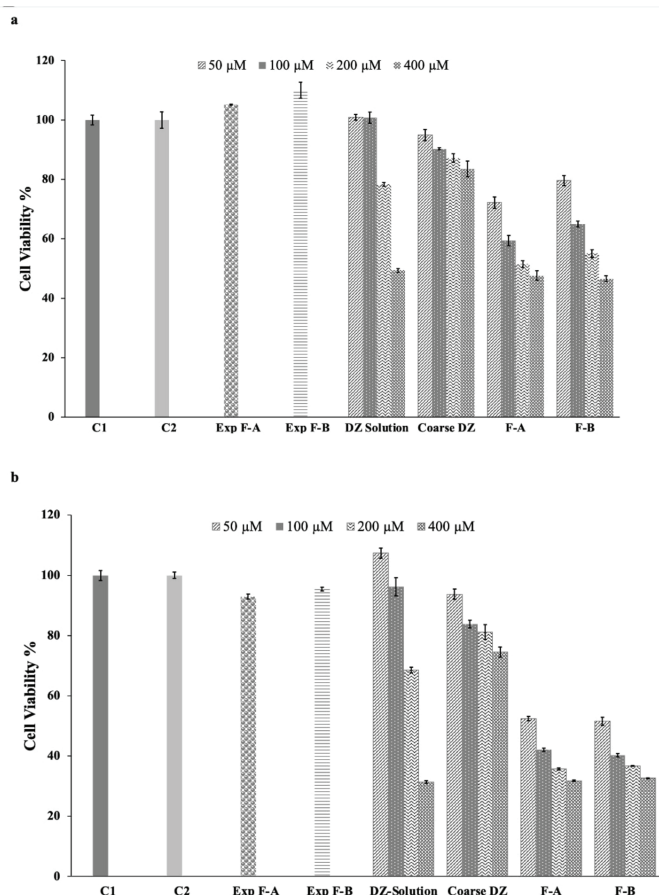 a
120
100
80
60
40
20
0
Cell Viability %
50 µM 100 µM 200 µM 400 µM
C1 C2 Exp F-A Exp F-B DZ Solution Coarse DZ F-A F-B
b
120
100
80
60
40
20
0
Cell Viability %
50 µM 100 µM 200 µM 400 µM
C1 C2 Exp F-A Exp F-B DZ-Solution Coarse DZ F-A F-B